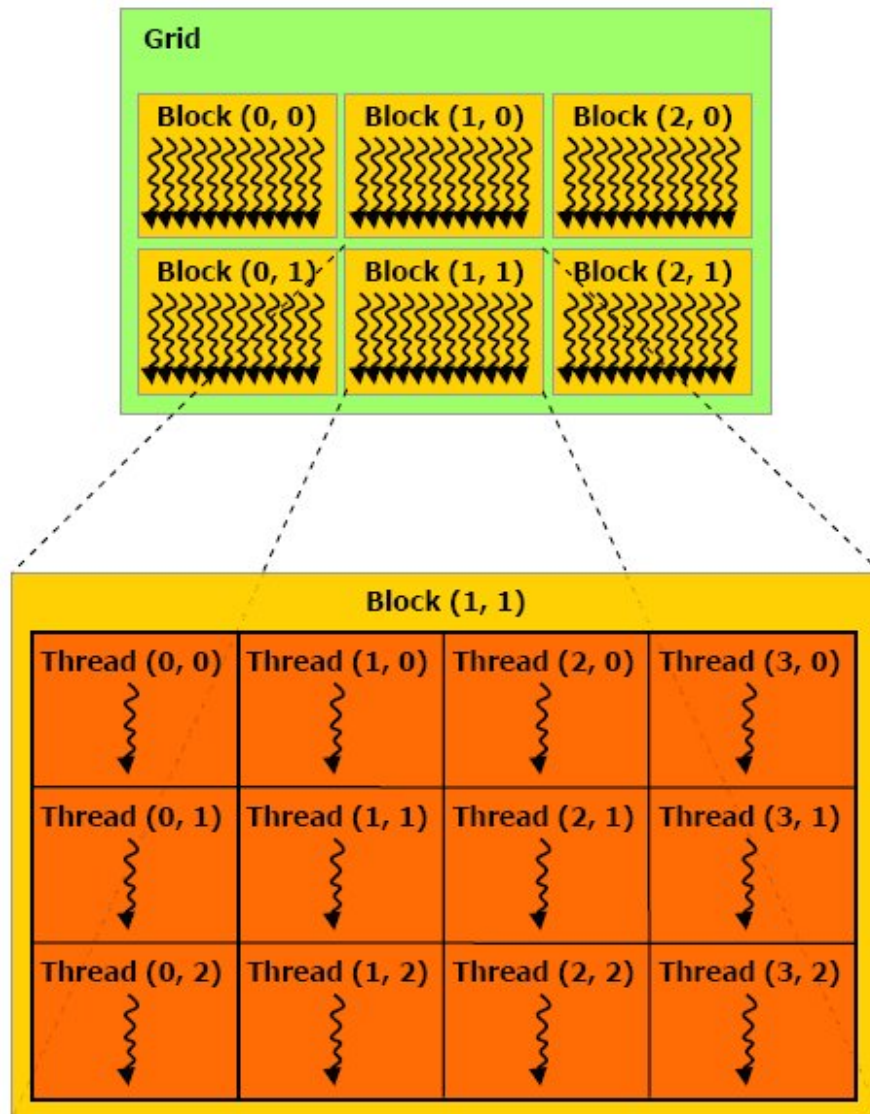 Grid
Block (0, 0) Block (1, 0) Block (2, 0)
Block (0, 1) Block (1, 1) Block (2, 1)
Block (1, 1)
Thread (0, 0) Thread (1, 0) Thread (2, 0) Thread (3, 0)
Thread (0, 1) Thread (1, 1) Thread (2, 1) Thread (3, 1)
Thread (0, 2) Thread (1, 2) Thread (2, 2) Thread (3, 2)